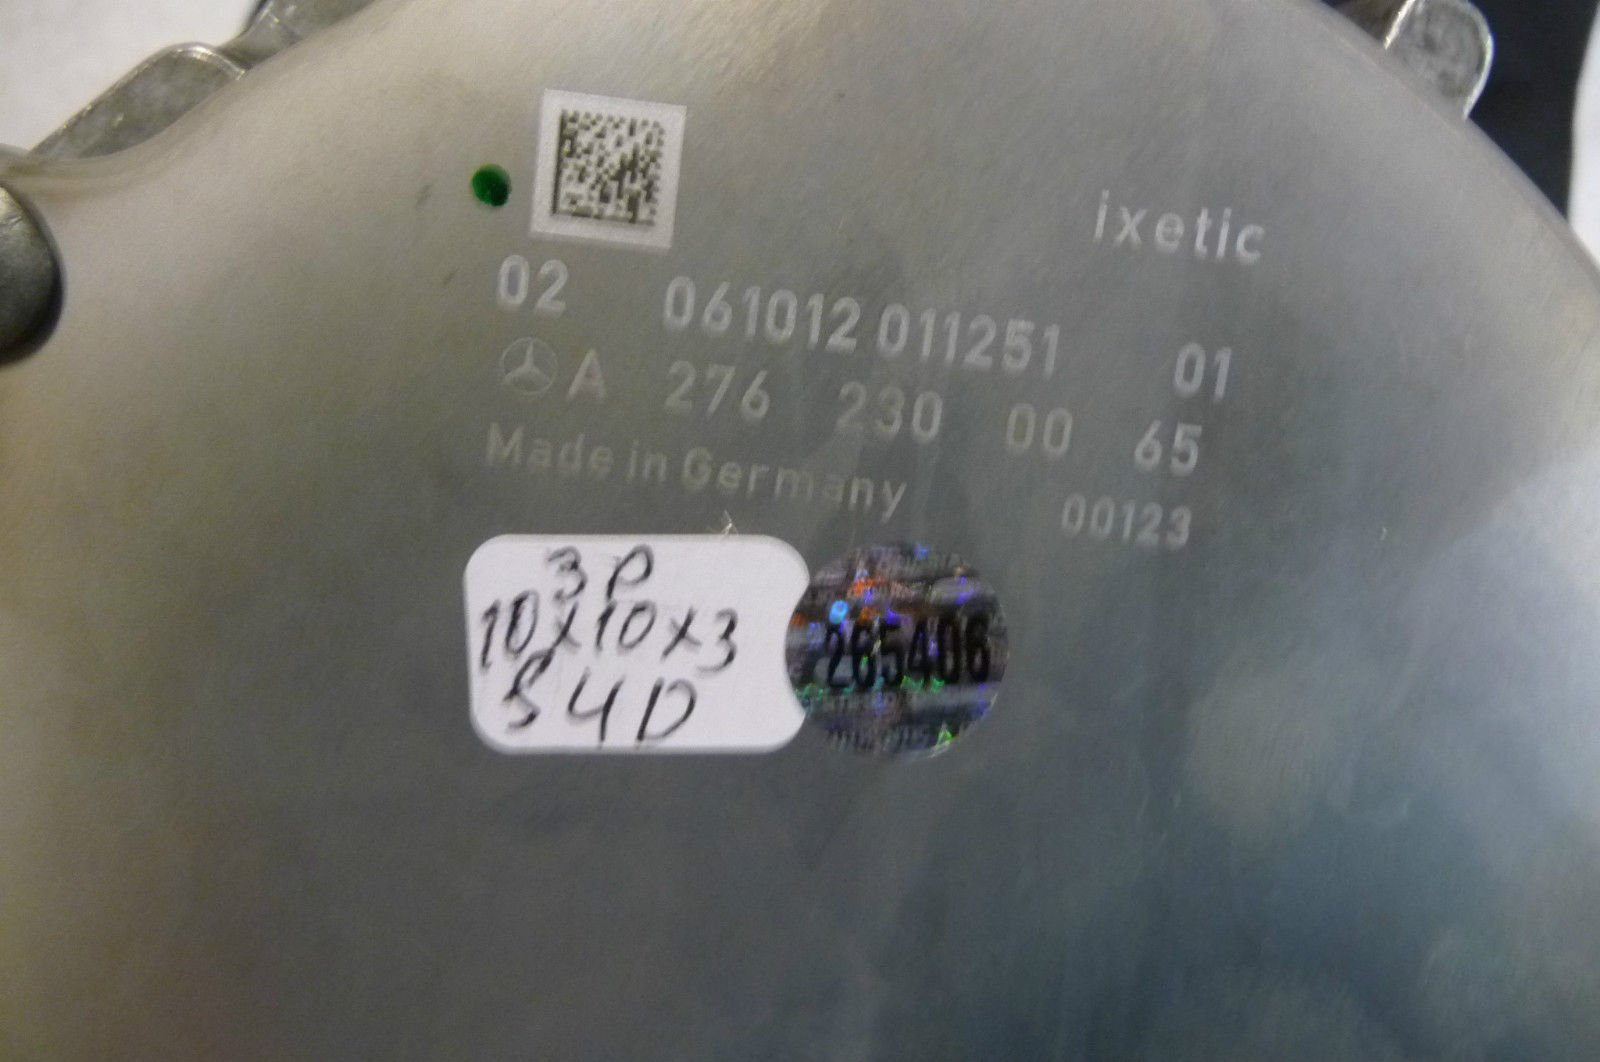 ixetic
02 061012 011251 01
A 276 230 00 65
Made in Germany 00123
3P
10x10x3
S4D
265406